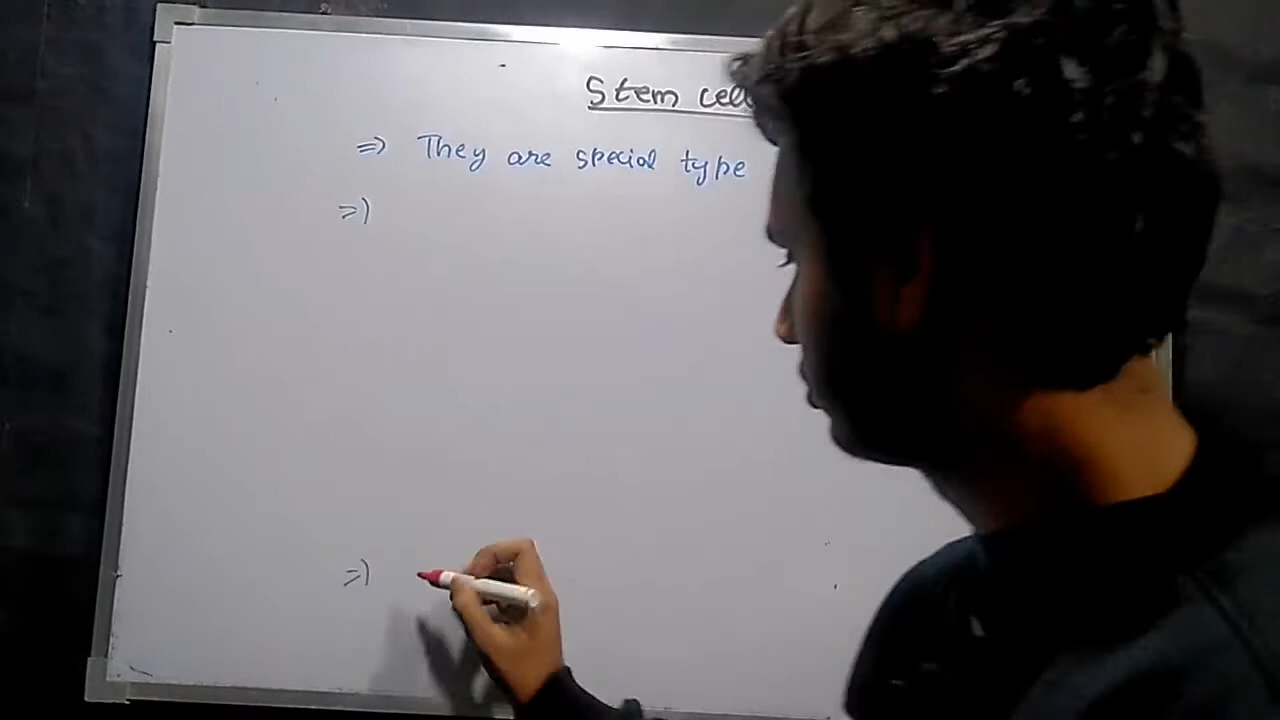 Stem cell
⇒ They are special type
⇒
⇒